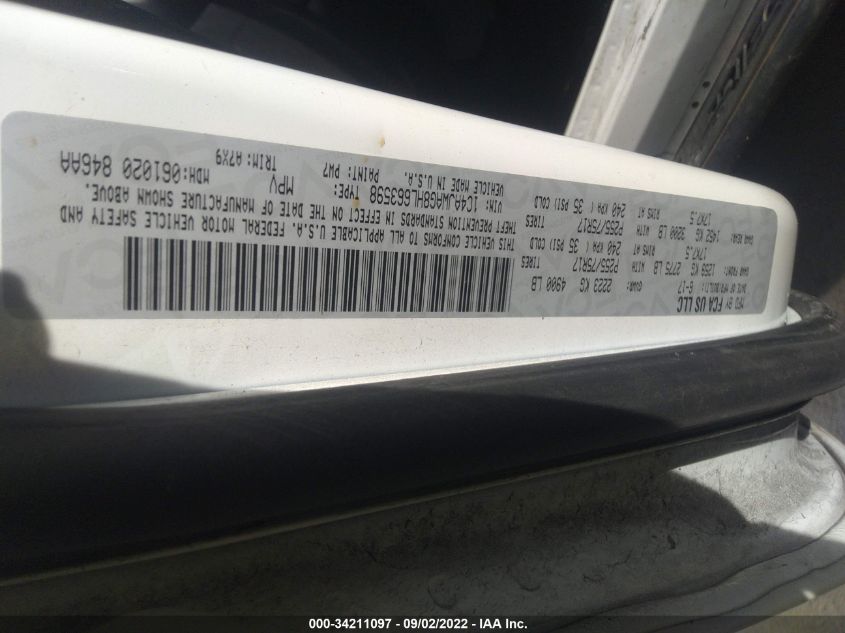 MFD BY FCA US LLC
DATE OF MFR(BUILT): 6-17 GVWR: 2223 KG 4900 LB
GAWR FRONT: 1259 KG 2775 LB WITH TIRES P255/75R17
RIMS AT 17X7.5 240 KPA( 35 PSI) COLD
GAWR REAR: 1452 KG 3200 LB WITH TIRES P255/75R17
RIMS AT 17X7.5 240 KPA( 35 PSI) COLD
THIS VEHICLE CONFORMS TO ALL APPLICABLE U.S.A. FEDERAL MOTOR VEHICLE SAFETY AND
THEFT PREVENTION STANDARDS IN EFFECT ON THE DATE OF MANUFACTURE SHOWN ABOVE.
VIN: 1C4AJWAG8HL663598 TYPE: MPV MDH:061020 846AA
VEHICLE MADE IN U.S.A. PAINT: PW7 TRIM: A7X9
000-34211097 - 09/02/2022 - IAA Inc.